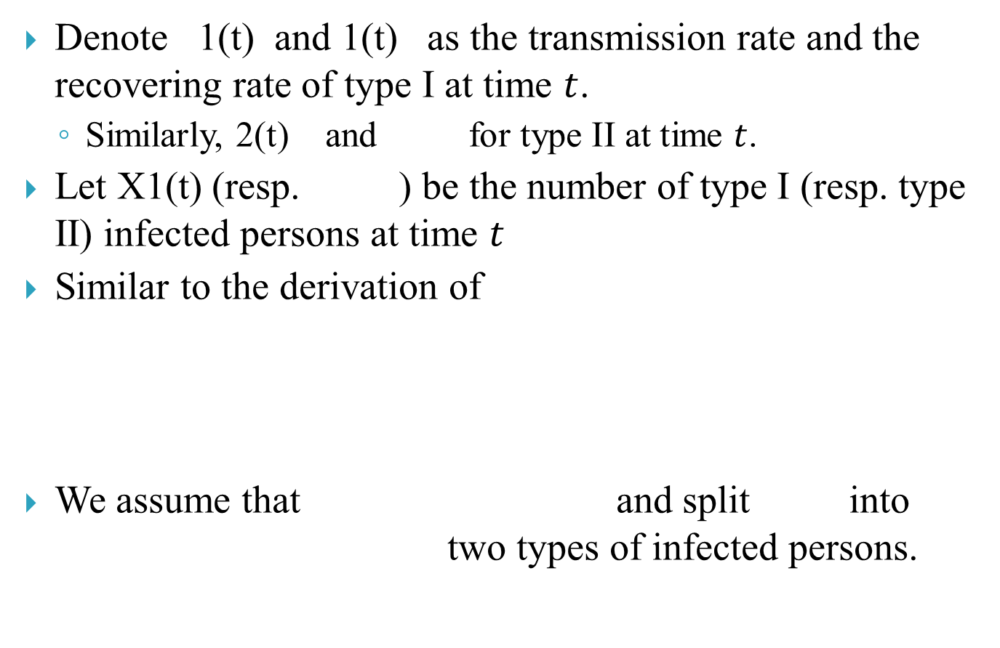 Denote 1(t) and 1(t) as the transmission rate and the
recovering rate of type I at time t.
Similarly, 2(t) and for type II at time t.
Let X1(t) (resp. ) be the number of type I (resp. type
II) infected persons at time t
Similar to the derivation of
We assume that and split into
two types of infected persons.